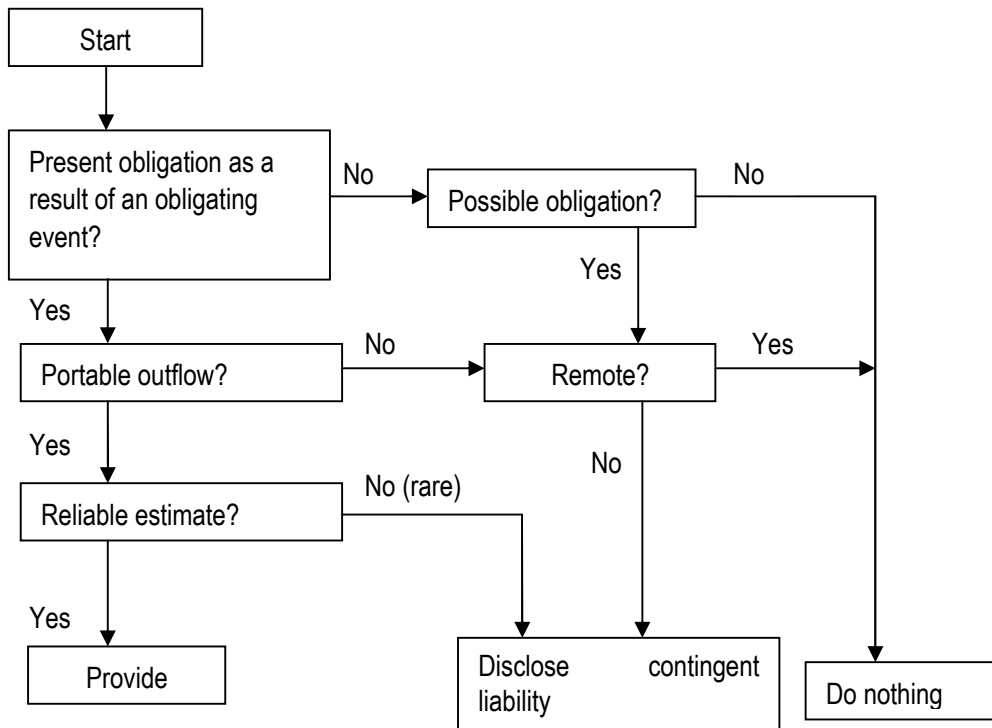 Start
Present obligation as a
result of an obligating
event?
No
Possible obligation?
No
Yes
Yes
Portable outflow?
No
Remote?
Yes
Yes
No
Reliable estimate?
No (rare)
Yes
Provide
Disclose contingent
liability
Do nothing